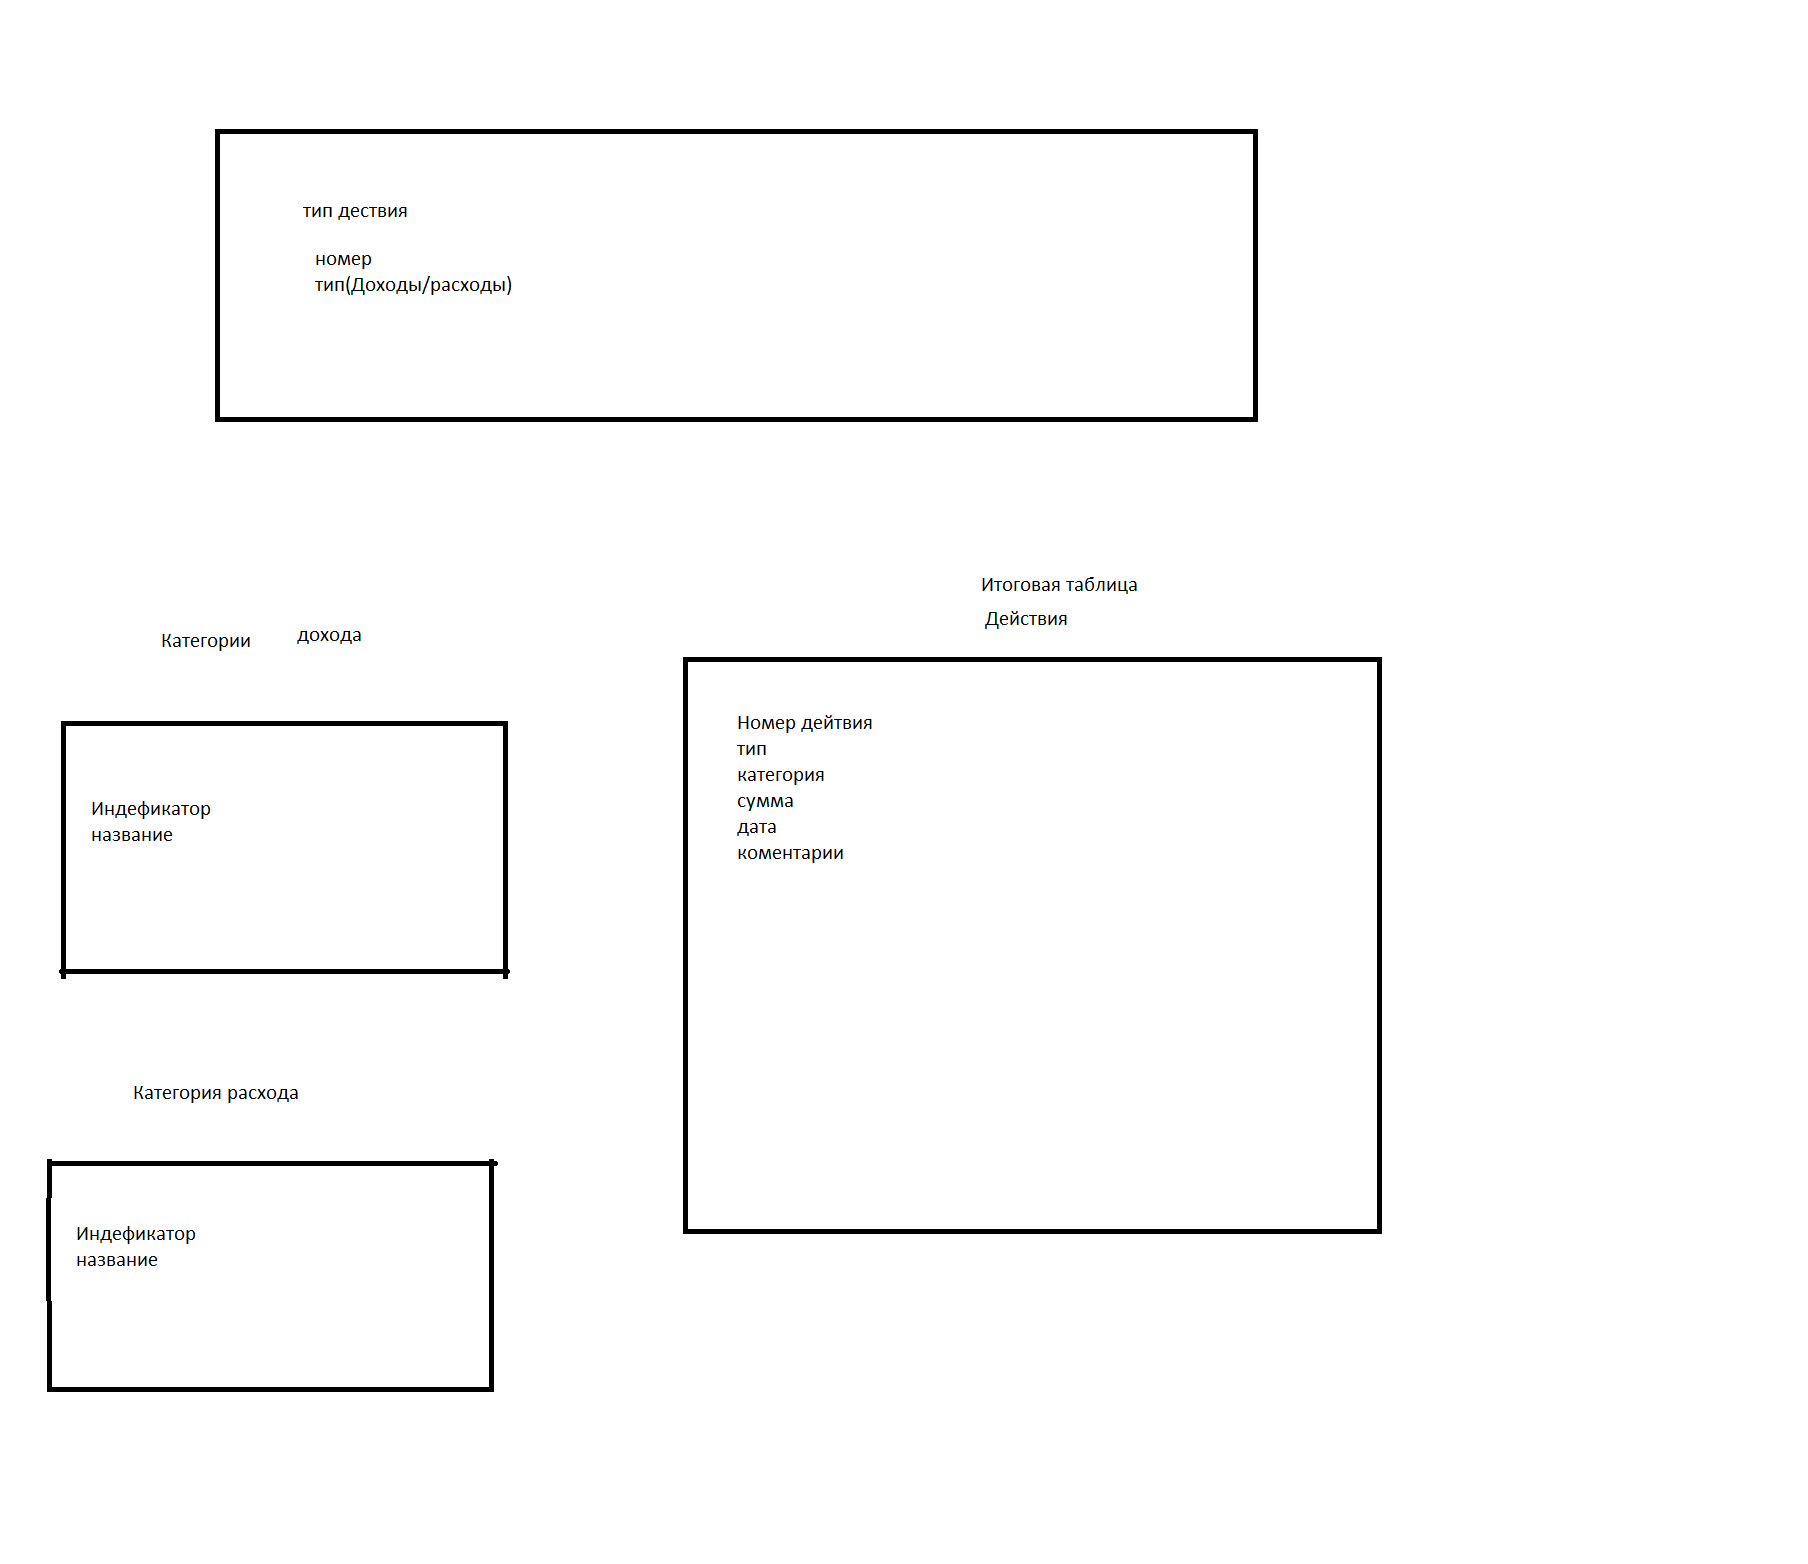 тип дествия
номер
тип(Доходы/расходы)
Итоговая таблица
Действия
Категории дохода
Индефикатор
название
Номер дейтвия
тип
категория
сумма
дата
коментарии
Категория расхода
Индефикатор
название